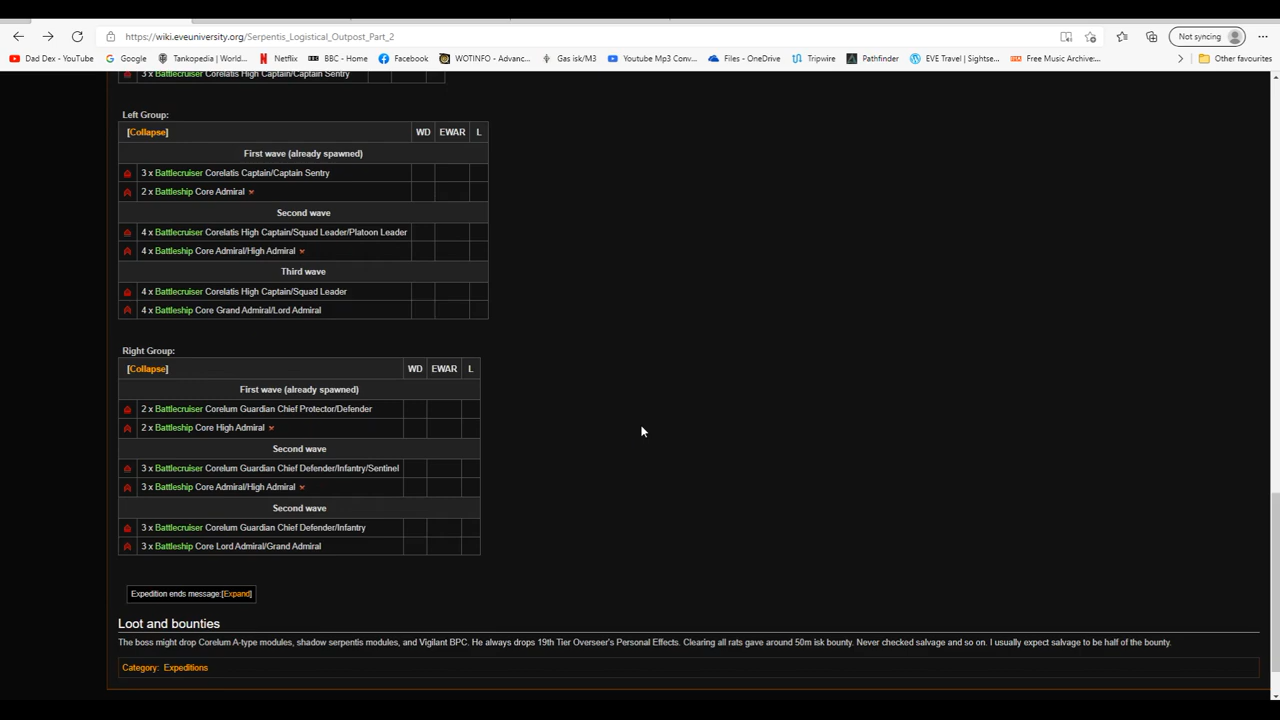 https://wiki.eveuniversity.org/Serpentis_Logistical_Outpost_Part_2
Not syncing
Dad Dex - YouTube
Google
Tankopedia | World...
Netflix
BBC - Home
Facebook
WOTINFO - Advanc...
Gas isk/M3
Youtube Mp3 Conv...
Files - OneDrive
Tripwire
Pathfinder
EVE Travel | Sightse...
Free Music Archive:...
Other favourites
3 x Battlecruiser Corelatis High Captain/Captain Sentry
Left Group:
[Collapse] WD EWAR L
First wave (already spawned)
3 x Battlecruiser Corelatis Captain/Captain Sentry
2 x Battleship Core Admiral
Second wave
4 x Battlecruiser Corelatis High Captain/Squad Leader/Platoon Leader
4 x Battleship Core Admiral/High Admiral
Third wave
4 x Battlecruiser Corelatis High Captain/Squad Leader
4 x Battleship Core Grand Admiral/Lord Admiral
Right Group:
[Collapse] WD EWAR L
First wave (already spawned)
2 x Battlecruiser Corelum Guardian Chief Protector/Defender
2 x Battleship Core High Admiral
Second wave
3 x Battlecruiser Corelum Guardian Chief Defender/Infantry/Sentinel
3 x Battleship Core Admiral/High Admiral
Second wave
3 x Battlecruiser Corelum Guardian Chief Defender/Infantry
3 x Battleship Core Lord Admiral/Grand Admiral
Expedition ends message:[Expand]
Loot and bounties
The boss might drop Corelum A-type modules, shadow serpentis modules, and Vigilant BPC. He always drops 19th Tier Overseer's Personal Effects. Clearing all rats gave around 50m isk bounty. Never checked salvage and so on. I usually expect salvage to be half of the bounty.
Category: Expeditions